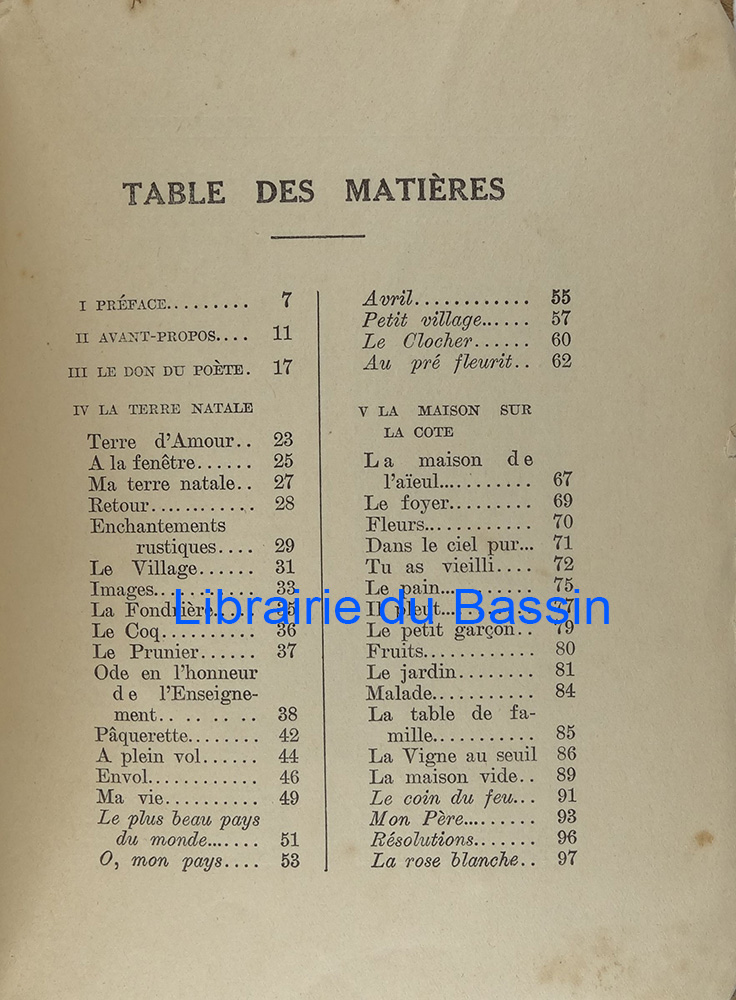 TABLE DES MATIÈRES
I PRÉFACE......... 7
II AVANT-PROPOS.... 11
III LE DON DU POÈTE. 17
IV LA TERRE NATALE
Terre d'Amour.. 23
A la fenêtre...... 25
Ma terre natale.. 27
Retour............ 28
Enchantements
rustiques.... 29
Le Village...... 31
Images........... 33
La Fondrière.... 35
Le Coq.......... 36
Le Prunier...... 37
Ode en l'honneur
de l'Enseigne-
ment.......... 38
Pâquerette........ 42
A plein vol...... 44
Envol............ 46
Ma vie.......... 49
Le plus beau pays
du monde....... 51
O, mon pays.... 53
Avril............ 55
Petit village...... 57
Le Clocher...... 60
Au pré fleurit.. 62
V LA MAISON SUR
LA COTE
La maison de
l'aïeul........... 67
Le foyer......... 69
Fleurs............ 70
Dans le ciel pur... 71
Tu as vieilli.... 72
Le pain........... 75
Il pleut........... 77
Le petit garçon.. 79
Fruits............ 80
Le jardin........ 81
Malade........... 84
La table de fa-
mille........... 85
La Vigne au seuil 86
La maison vide.. 89
Le coin du feu... 91
Mon Père......... 93
Résolutions....... 96
La rose blanche.. 97
Librairie du Bassin